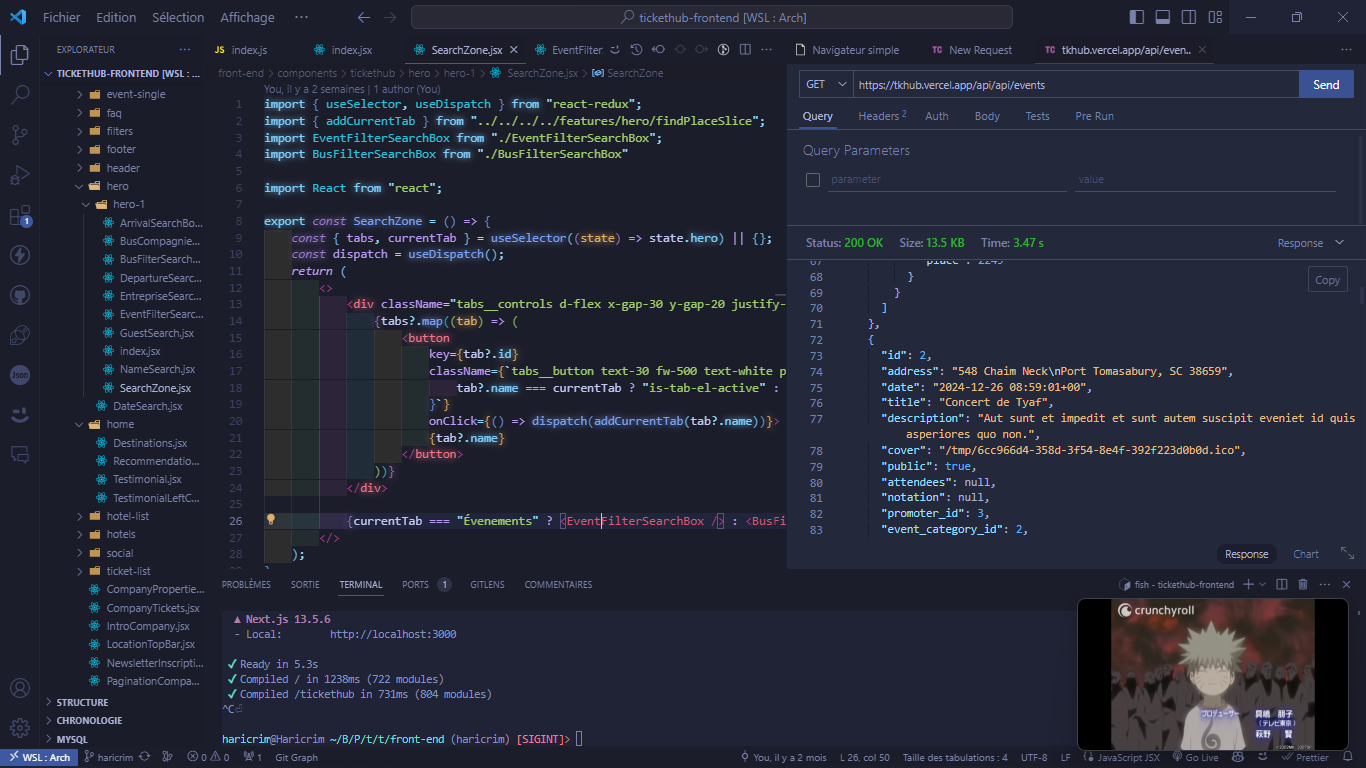 Fichier Edition Sélection Affichage ··· tickethub-frontend [WSL : Arch]
EXPLORATEUR
TICKETHUB-FRONTEND [WSL : ...
event-single
faq
filters
footer
header
hero
hero-1
ArrivalSearchBo...
BusCompagnie...
BusFilterSearch...
DepartureSearc...
EntrepriseSearc...
EventFilterSearc...
GuestSearch.jsx
index.jsx
NameSearch.jsx
SearchZone.jsx
DateSearch.jsx
home
Destinations.jsx
Recommendatio...
Testimonial.jsx
TestimonialLeftC...
hotel-list
hotels
social
ticket-list
CompanyPropertie...
CompanyTickets.jsx
IntroCompany.jsx
LocationTopBar.jsx
NewsletterInscripti...
PaginationCompa...
STRUCTURE
CHRONOLOGIE
MYSQL
JS index.js index.jsx SearchZone.jsx EventFilter
front-end > components > tickethub > hero > hero-1 > SearchZone.jsx > SearchZone
You, il y a 2 semaines | 1 author (You)
1 import { useSelector, useDispatch } from "react-redux";
2 import { addCurrentTab } from "../../../../features/hero/findPlaceSlice";
3 import EventFilterSearchBox from "./EventFilterSearchBox";
4 import BusFilterSearchBox from "./BusFilterSearchBox"
5
6 import React from "react";
7
8 export const SearchZone = () => {
9 const { tabs, currentTab } = useSelector((state) => state.hero) || {};
10 const dispatch = useDispatch();
11 return (
12 <>
13 <div className="tabs__controls d-flex x-gap-30 y-gap-20 justify-
14 {tabs?.map((tab) => (
15 <button
16 key={tab?.id}
17 className={`tabs__button text-30 fw-500 text-white p
18 tab?.name === currentTab ? "is-tab-el-active" :
19 }`}
20 onClick={() => dispatch(addCurrentTab(tab?.name))}>
21 {tab?.name}
22 </button>
23 ))}
24 </div>
25
26 {currentTab === "Évenements" ? <EventFilterSearchBox /> : <BusFi
27 </>
28 );
Navigateur simple TC New Request TC tkhub.vercel.app/api/even..
GET https://tkhub.vercel.app/api/api/events Send
Query Headers 2 Auth Body Tests Pre Run
Query Parameters
parameter value
Status: 200 OK Size: 13.5 KB Time: 3.47 s Response
Copy
68 }
69 }
70 ]
71 },
72 {
73 "id": 2,
74 "address": "548 Chaim Neck\nPort Tomasabury, SC 38659",
75 "date": "2024-12-26 08:59:01+00",
76 "title": "Concert de Tyaf",
77 "description": "Aut sunt et impedit et sunt autem suscipit eveniet id quis
asperiores quo non.",
78 "cover": "/tmp/6cc966d4-358d-3f54-8e4f-392f223d0b0d.ico",
79 "public": true,
80 "attendees": null,
81 "notation": null,
82 "promoter_id": 3,
83 "event_category_id": 2,
Response Chart
PROBLÈMES SORTIE TERMINAL PORTS 1 GITLENS COMMENTAIRES
fish - tickethub-frontend
▲ Next.js 13.5.6
- Local: http://localhost:3000
✓ Ready in 5.3s
✓ Compiled / in 1238ms (722 modules)
✓ Compiled /tickethub in 731ms (804 modules)
^C⏎
haricrim@Haricrim ~/B/P/t/t/front-end (haricrim) [SIGINT]>
crunchyroll
プロデューサー
(テレビ東京)
萩野 賢
WSL : Arch haricrim 0 0 1 Git Graph You, il y a 2 mois L 26, col 50 Taille des tabulations : 4 UTF-8 LF JavaScript JSX Go Live Prettier